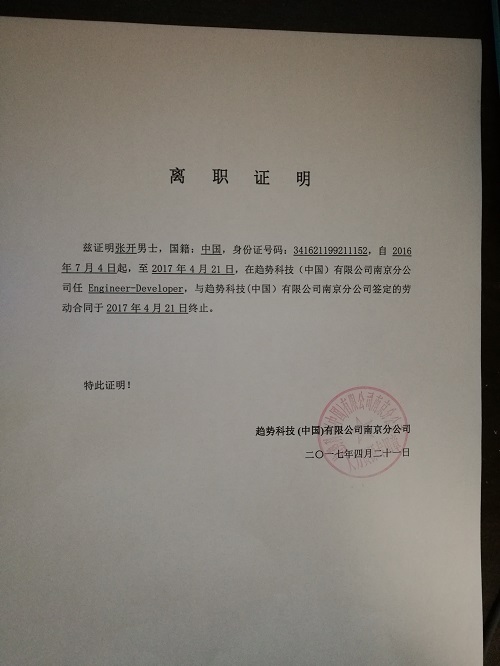 离 职 证 明
兹证明张开男士，国籍：中国，身份证号码：341621199211152，自 2016
年 7 月 4 日起，至 2017 年 4 月 21 日，在趋势科技（中国）有限公司南京分公
司任 Engineer-Developer，与趋势科技(中国）有限公司南京分公司签定的劳
动合同于 2017 年 4 月 21 日终止。
特此证明！
趋势科技 (中国)有限公司南京分公司
二〇一七年四月二十一日